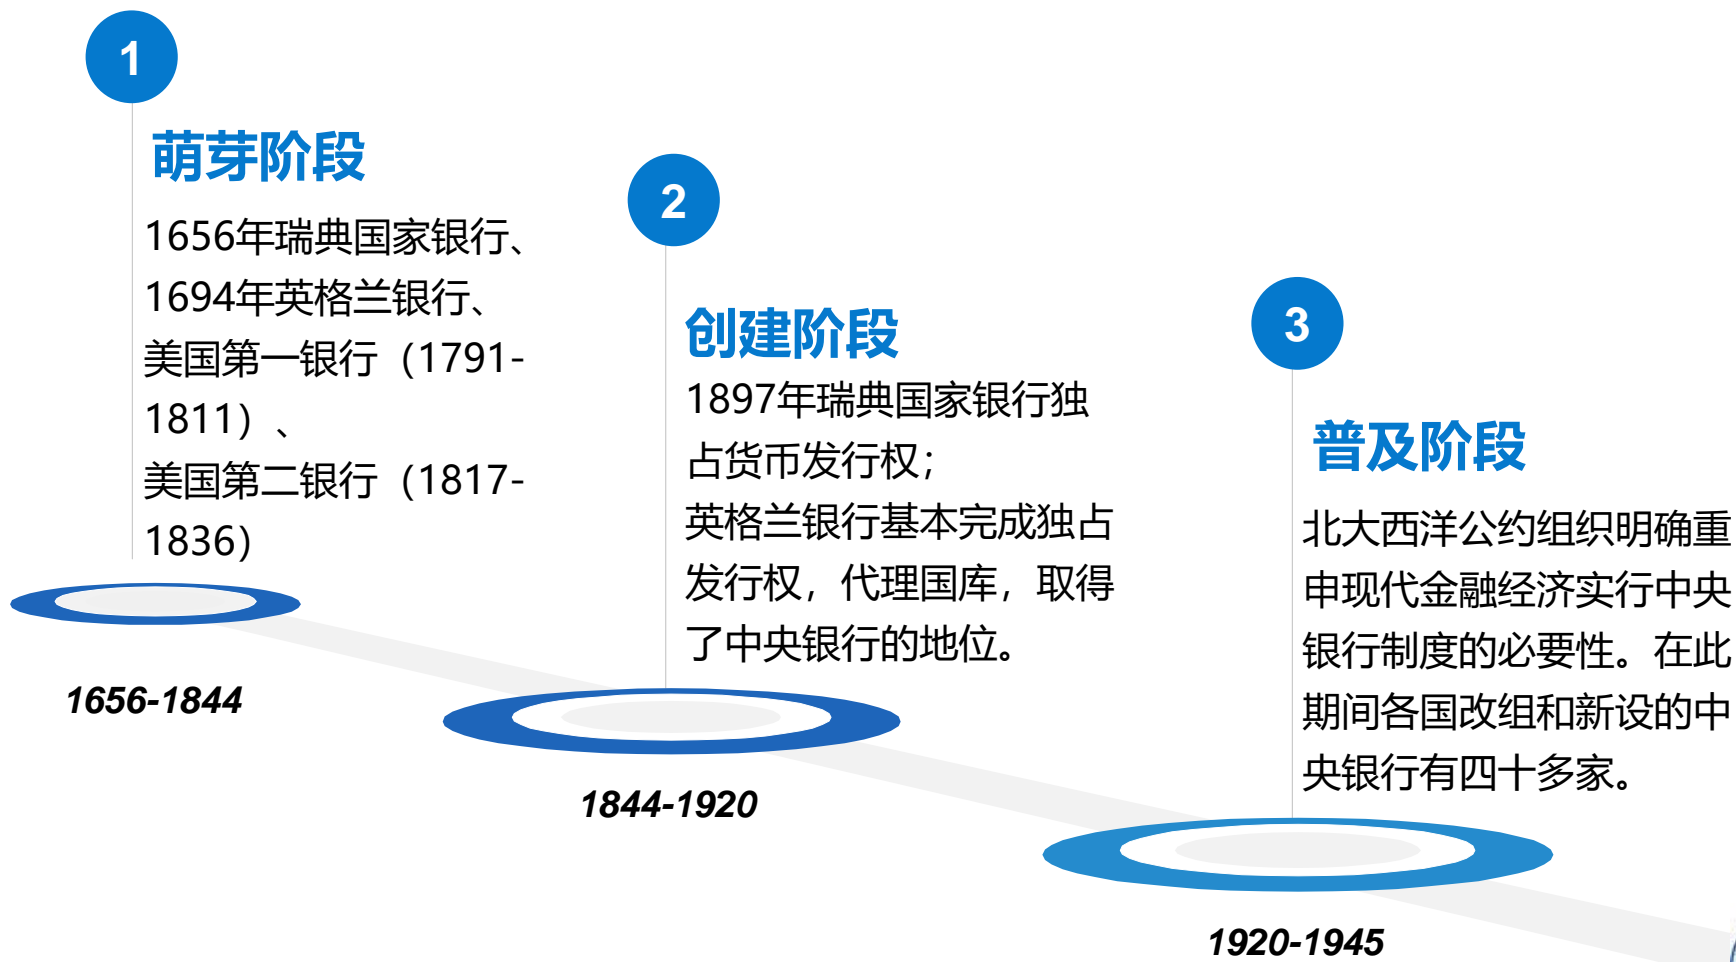 1
萌芽阶段
1656年瑞典国家银行、
1694年英格兰银行、
美国第一银行（1791-
1811）、
美国第二银行（1817-
1836）
1656-1844
2
创建阶段
1897年瑞典国家银行独
占货币发行权；
英格兰银行基本完成独占
发行权，代理国库，取得
了中央银行的地位。
1844-1920
3
普及阶段
北大西洋公约组织明确重
申现代金融经济实行中央
银行制度的必要性。在此
期间各国改组和新设的中
央银行有四十多家。
1920-1945